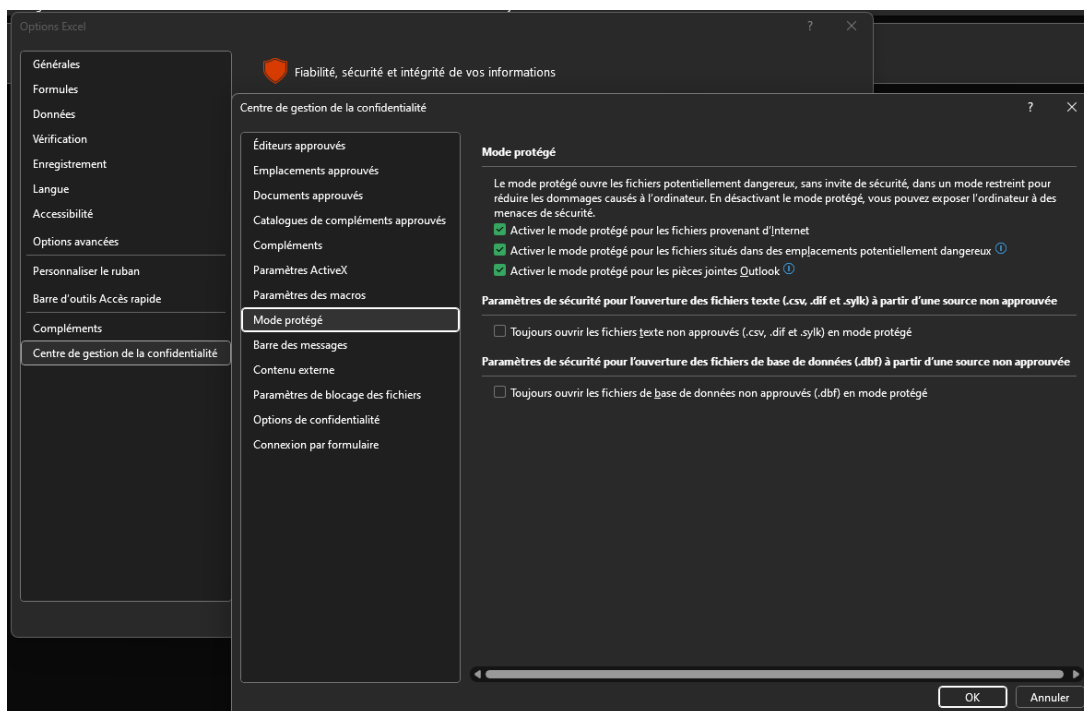 Options Excel
?
Générales
Formules
Données
Vérification
Enregistrement
Langue
Accessibilité
Options avancées
Personnaliser le ruban
Barre d'outils Accès rapide
Compléments
Centre de gestion de la confidentialité
Fiabilité, sécurité et intégrité de vos informations
Centre de gestion de la confidentialité
?
Éditeurs approuvés
Emplacements approuvés
Documents approuvés
Catalogues de compléments approuvés
Compléments
Paramètres ActiveX
Paramètres des macros
Mode protégé
Barre des messages
Contenu externe
Paramètres de blocage des fichiers
Options de confidentialité
Connexion par formulaire
Mode protégé
Le mode protégé ouvre les fichiers potentiellement dangereux, sans invite de sécurité, dans un mode restreint pour
réduire les dommages causés à l'ordinateur. En désactivant le mode protégé, vous pouvez exposer l'ordinateur à des
menaces de sécurité.
Activer le mode protégé pour les fichiers provenant d'Internet
Activer le mode protégé pour les fichiers situés dans des emplacements potentiellement dangereux
Activer le mode protégé pour les pièces jointes Outlook
Paramètres de sécurité pour l'ouverture des fichiers texte (.csv, .dif et .sylk) à partir d'une source non approuvée
Toujours ouvrir les fichiers texte non approuvés (.csv, .dif et .sylk) en mode protégé
Paramètres de sécurité pour l'ouverture des fichiers de base de données (.dbf) à partir d'une source non approuvée
Toujours ouvrir les fichiers de base de données non approuvés (.dbf) en mode protégé
OK
Annuler